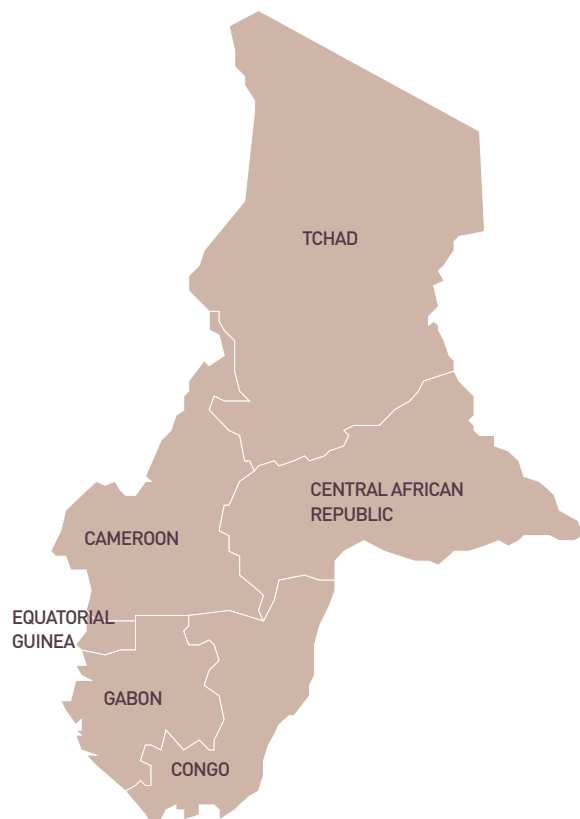 TCHAD
CENTRAL AFRICAN
REPUBLIC
CAMEROON
EQUATORIAL
GUINEA
GABON
CONGO